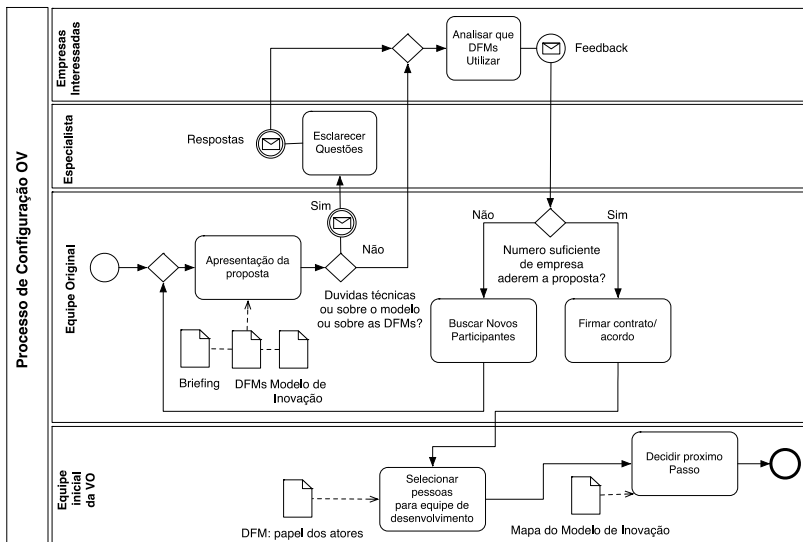 Processo de Configuração OV
Empresas
Interessadas
Analisar que
DFMs
Utilizar
Feedback
Especialista
Respostas
Esclarecer
Questões
Equipe Original
Sim
Não
Apresentação da
proposta
Duvidas técnicas
ou sobre o modelo
ou sobre as DFMs?
Briefing
DFMs
Modelo de
Inovação
Não
Sim
Numero suficiente
de empresa
aderem a proposta?
Buscar Novos
Participantes
Firmar contrato/
acordo
Equipe
inicial
da VO
DFM: papel dos atores
Selecionar
pessoas
para equipe de
desenvolvimento
Mapa do Modelo de Inovação
Decidir proximo
Passo